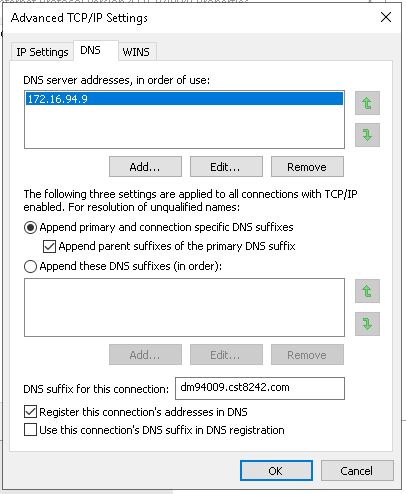 Advanced TCP/IP Settings
IP Settings DNS WINS
DNS server addresses, in order of use:
172.16.94.9
Add... Edit... Remove
The following three settings are applied to all connections with TCP/IP
enabled. For resolution of unqualified names:
Append primary and connection specific DNS suffixes
Append parent suffixes of the primary DNS suffix
Append these DNS suffixes (in order):
Add... Edit... Remove
DNS suffix for this connection: dm94009.cst8242.com
Register this connection's addresses in DNS
Use this connection's DNS suffix in DNS registration
OK Cancel